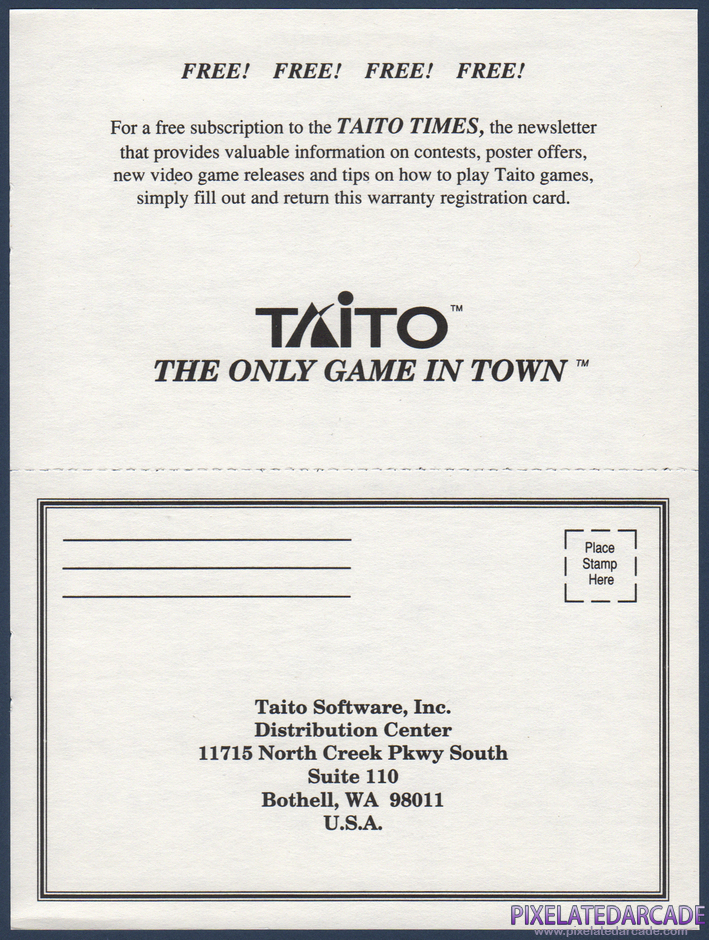 FREE! FREE! FREE! FREE!
For a free subscription to the TAITO TIMES, the newsletter
that provides valuable information on contests, poster offers,
new video game releases and tips on how to play Taito games,
simply fill out and return this warranty registration card.
TAiTO™
THE ONLY GAME IN TOWN ™
Place
Stamp
Here
Taito Software, Inc.
Distribution Center
11715 North Creek Pkwy South
Suite 110
Bothell, WA 98011
U.S.A.
PIXELATEDARCADE
www.pixelatedarcade.com